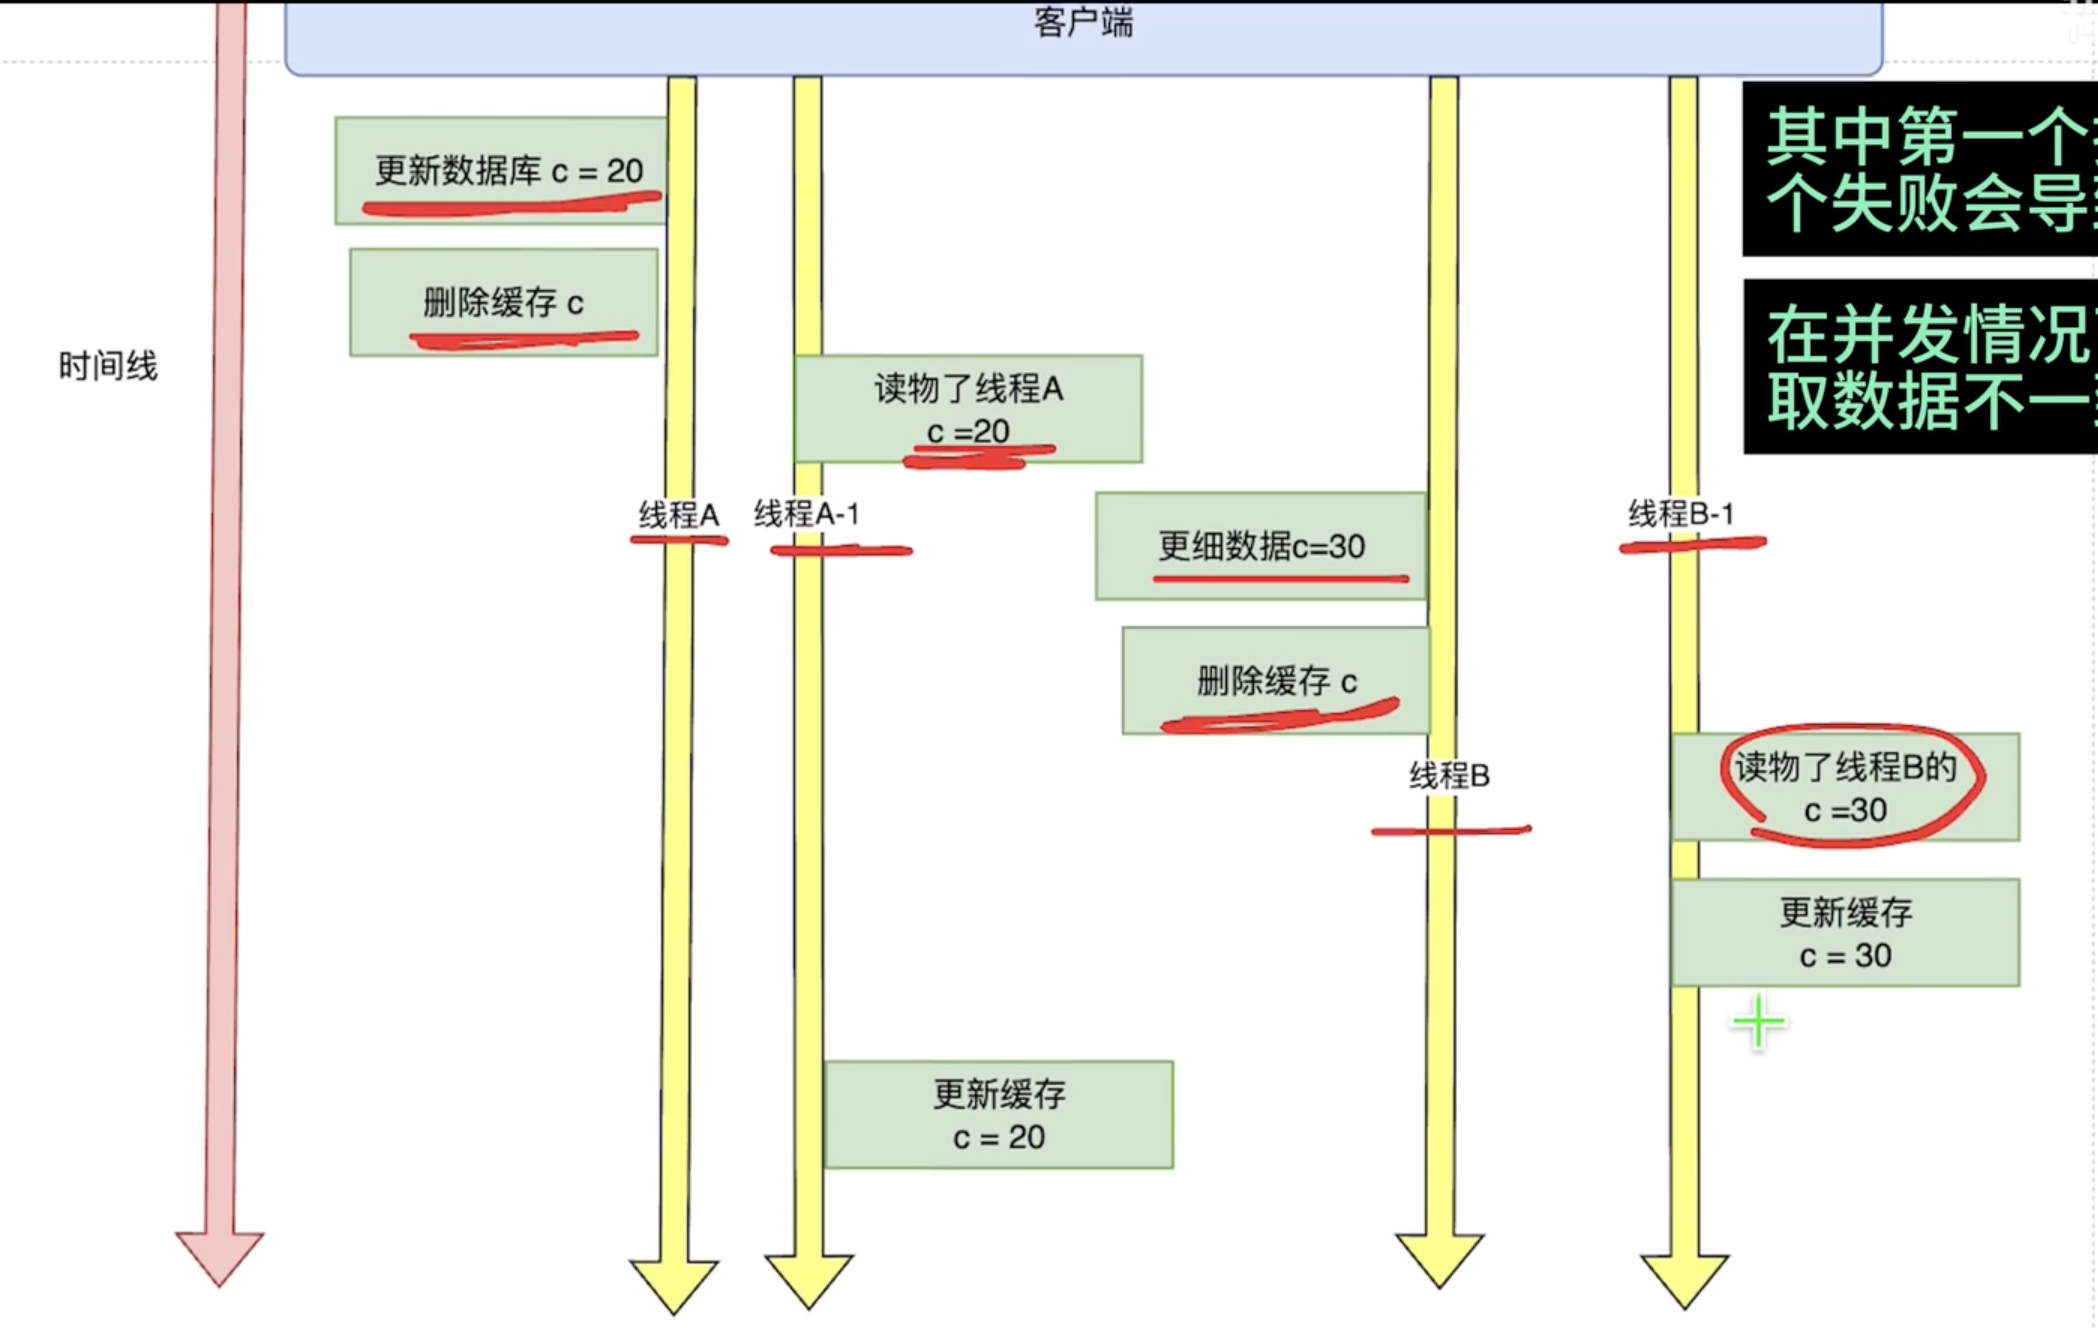 客户端
更新数据库 c = 20
删除缓存 c
时间线
读物了线程A
c =20
线程A
线程A-1
更细数据c=30
删除缓存 c
线程B
线程B-1
读物了线程B的
c =30
更新缓存
c = 30
更新缓存
c = 20
其中第一个
个失败会导
在并发情况
取数据不一